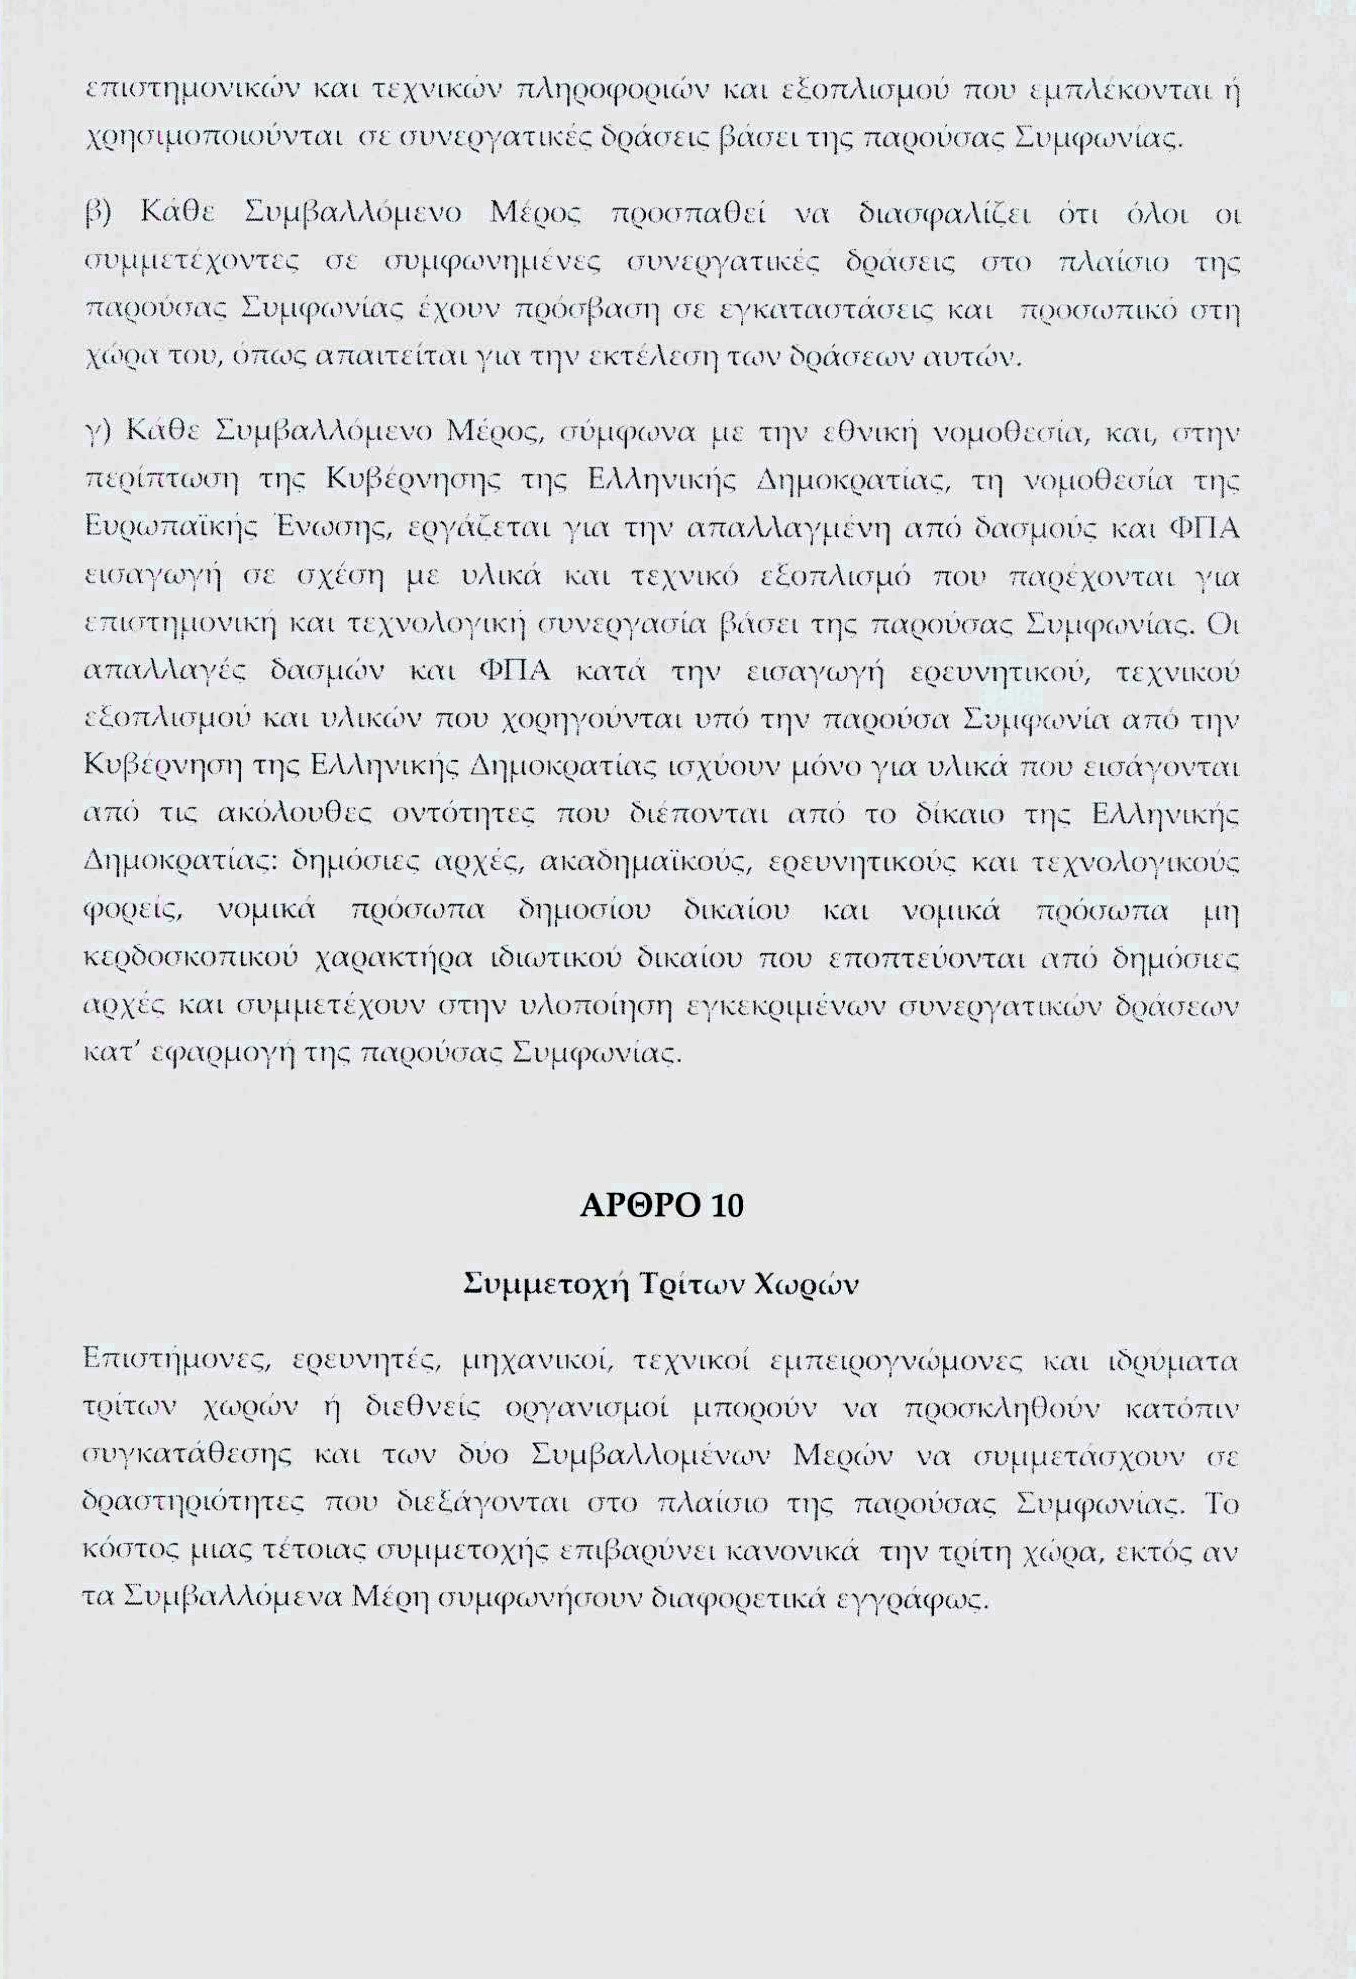 επιστημονικών και τεχνικών πληροφοριών και εξοπλισμού που εμπλέκονται ή
χρησιμοποιούνται σε συνεργατικές δράσεις βάσει της παρούσας Συμφωνίας.
β) Κάθε Συμβαλλόμενο Μέρος προσπαθεί να διασφαλίζει ότι όλοι οι
συμμετέχοντες σε συμφωνημένες συνεργατικές δράσεις στο πλαίσιο της
παρούσας Συμφωνίας έχουν πρόσβαση σε εγκαταστάσεις και προσωπικό στη
χώρα του, όπως απαιτείται για την εκτέλεση των δράσεων αυτών.
γ) Κάθε Συμβαλλόμενο Μέρος, σύμφωνα με την εθνική νομοθεσία, και, στην
περίπτωση της Κυβέρνησης της Ελληνικής Δημοκρατίας, τη νομοθεσία της
Ευρωπαϊκής Ένωσης, εργάζεται για την απαλλαγμένη από δασμούς και ΦΠΑ
εισαγωγή σε σχέση με υλικά και τεχνικό εξοπλισμό που παρέχονται για
επιστημονική και τεχνολογική συνεργασία βάσει της παρούσας Συμφωνίας. Οι
απαλλαγές δασμών και ΦΠΑ κατά την εισαγωγή ερευνητικού, τεχνικού
εξοπλισμού και υλικών που χορηγούνται υπό την παρούσα Συμφωνία από την
Κυβέρνηση της Ελληνικής Δημοκρατίας ισχύουν μόνο για υλικά που εισάγονται
από τις ακόλουθες οντότητες που διέπονται από το δίκαιο της Ελληνικής
Δημοκρατίας: δημόσιες αρχές, ακαδημαϊκούς, ερευνητικούς και τεχνολογικούς
φορείς, νομικά πρόσωπα δημοσίου δικαίου και νομικά πρόσωπα μη
κερδοσκοπικού χαρακτήρα ιδιωτικού δικαίου που εποπτεύονται από δημόσιες
αρχές και συμμετέχουν στην υλοποίηση εγκεκριμένων συνεργατικών δράσεων
κατ’ εφαρμογή της παρούσας Συμφωνίας.
ΑΡΘΡΟ 10
Συμμετοχή Τρίτων Χωρών
Επιστήμονες, ερευνητές, μηχανικοί, τεχνικοί εμπειρογνώμονες και ιδρύματα
τρίτων χωρών ή διεθνείς οργανισμοί μπορούν να προσκληθούν κατόπιν
συγκατάθεσης και των δύο Συμβαλλομένων Μερών να συμμετάσχουν σε
δραστηριότητες που διεξάγονται στο πλαίσιο της παρούσας Συμφωνίας. Το
κόστος μιας τέτοιας συμμετοχής επιβαρύνει κανονικά την τρίτη χώρα, εκτός αν
τα Συμβαλλόμενα Μέρη συμφωνήσουν διαφορετικά εγγράφως.